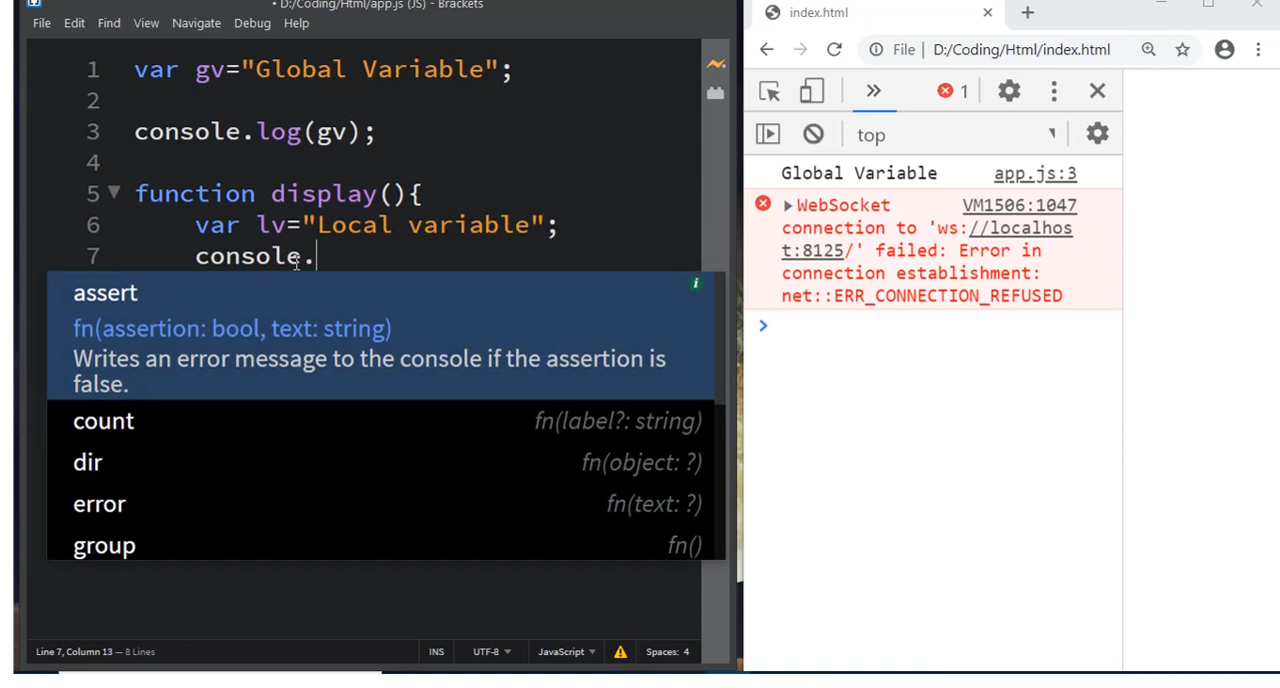 • D:/Coding/Html/app.js (JS) - Brackets
File Edit View Navigate Debug Help
1 var gv="Global Variable";
2
3 console.log(gv);
4
5 function display(){
6 var lv="Local variable";
7 console.
assert
fn(assertion: bool, text: string)
Writes an error message to the console if the assertion is
false.
count fn(label?: string)
dir fn(object: ?)
error fn(text: ?)
group fn()
Line 7, Column 13 — 8 Lines INS UTF-8 JavaScript Spaces: 4
index.html
File D:/Coding/Html/index.html
1
top
Global Variable app.js:3
WebSocket VM1506:1047
connection to 'ws://localhos
t:8125/' failed: Error in
connection establishment:
net::ERR_CONNECTION_REFUSED